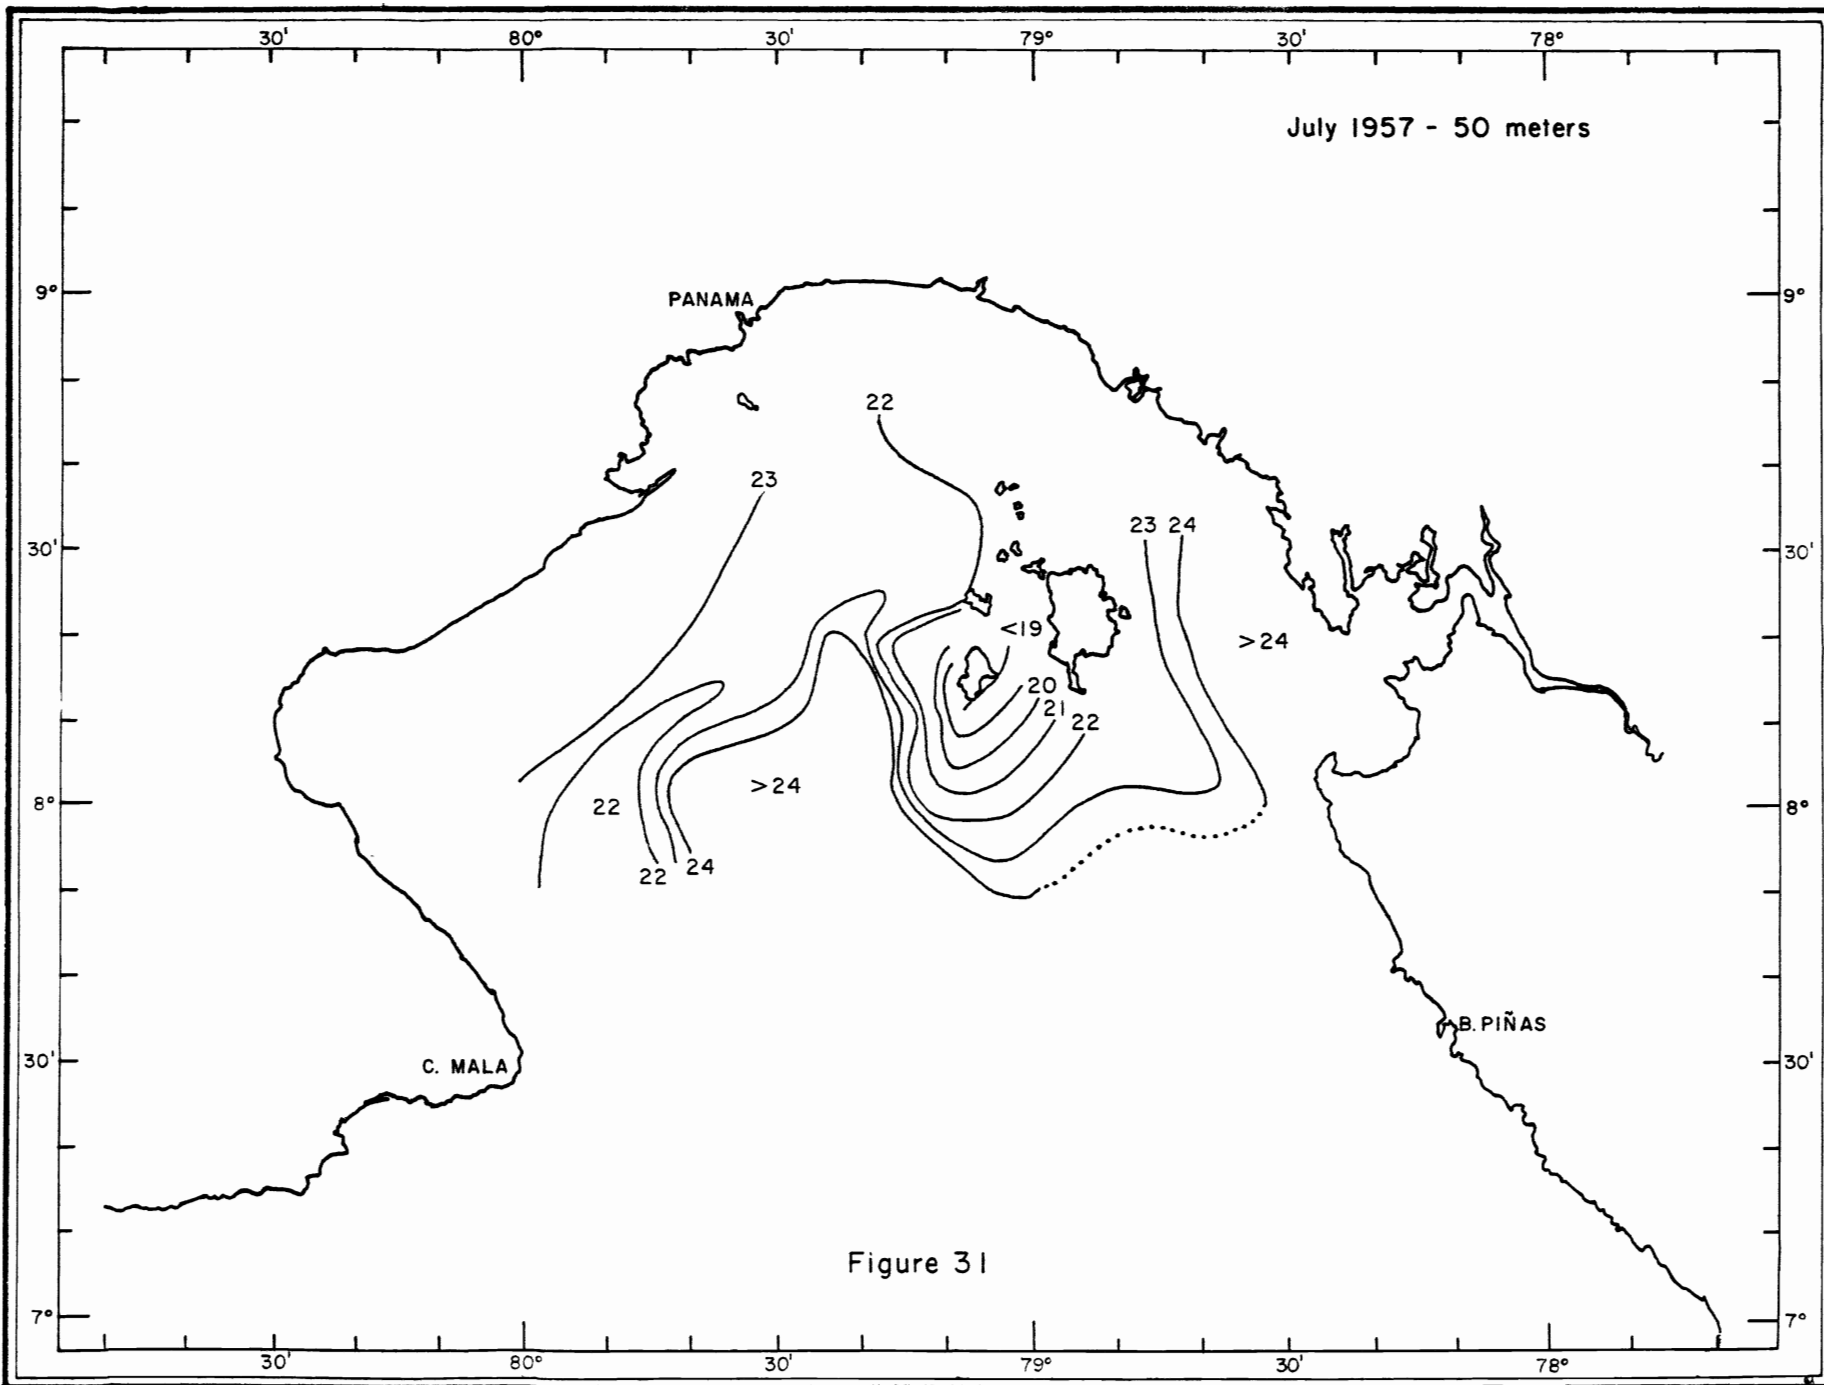 30' 80° 30' 79° 30' 78°
July 1957 - 50 meters
9° PANAMA 9°
22
23
23 24
30' 30'
<19 >24
20
21
22
>24
8° 22 8°
22 24
B. PIÑAS
30' C. MALA 30'
Figure 31
7° 7°
30' 80° 30' 79° 30' 78°